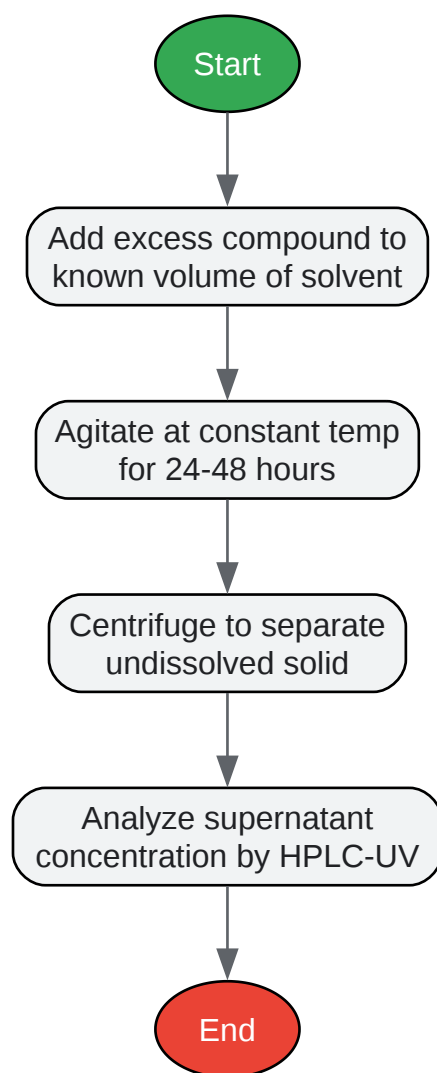 Start
Add excess compound to
known volume of solvent
Agitate at constant temp
for 24-48 hours
Centrifuge to separate
undissolved solid
Analyze supernatant
concentration by HPLC-UV
End